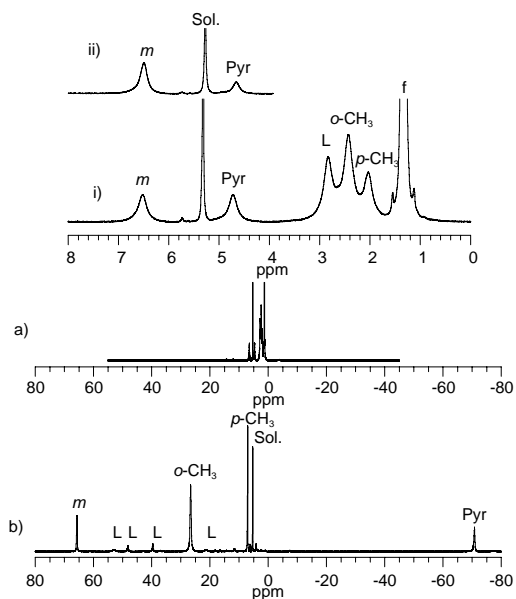 Sol.
ii) m Pyr
f
o-CH₃
L
p-CH₃
m Pyr
i)
8 7 6 5 4 3 2 1 0
ppm
a)
80 60 40 20 0 -20 -40 -60 -80
ppm
p-CH₃
Sol.
o-CH₃
m
L L L L Pyr
b)
80 60 40 20 0 -20 -40 -60 -80
ppm